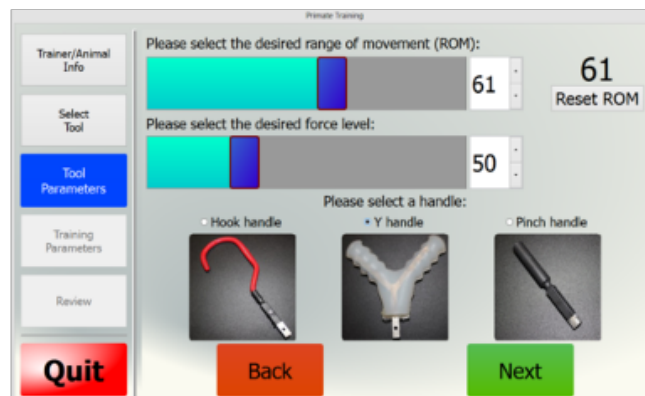 Primate Training
Trainer/Animal
Info
Select
Tool
Tool
Parameters
Training
Parameters
Review
Quit
Please select the desired range of movement (ROM):
61
61
Reset ROM
Please select the desired force level:
50
Please select a handle:
Hook handle
Y handle
Pinch handle
Back
Next